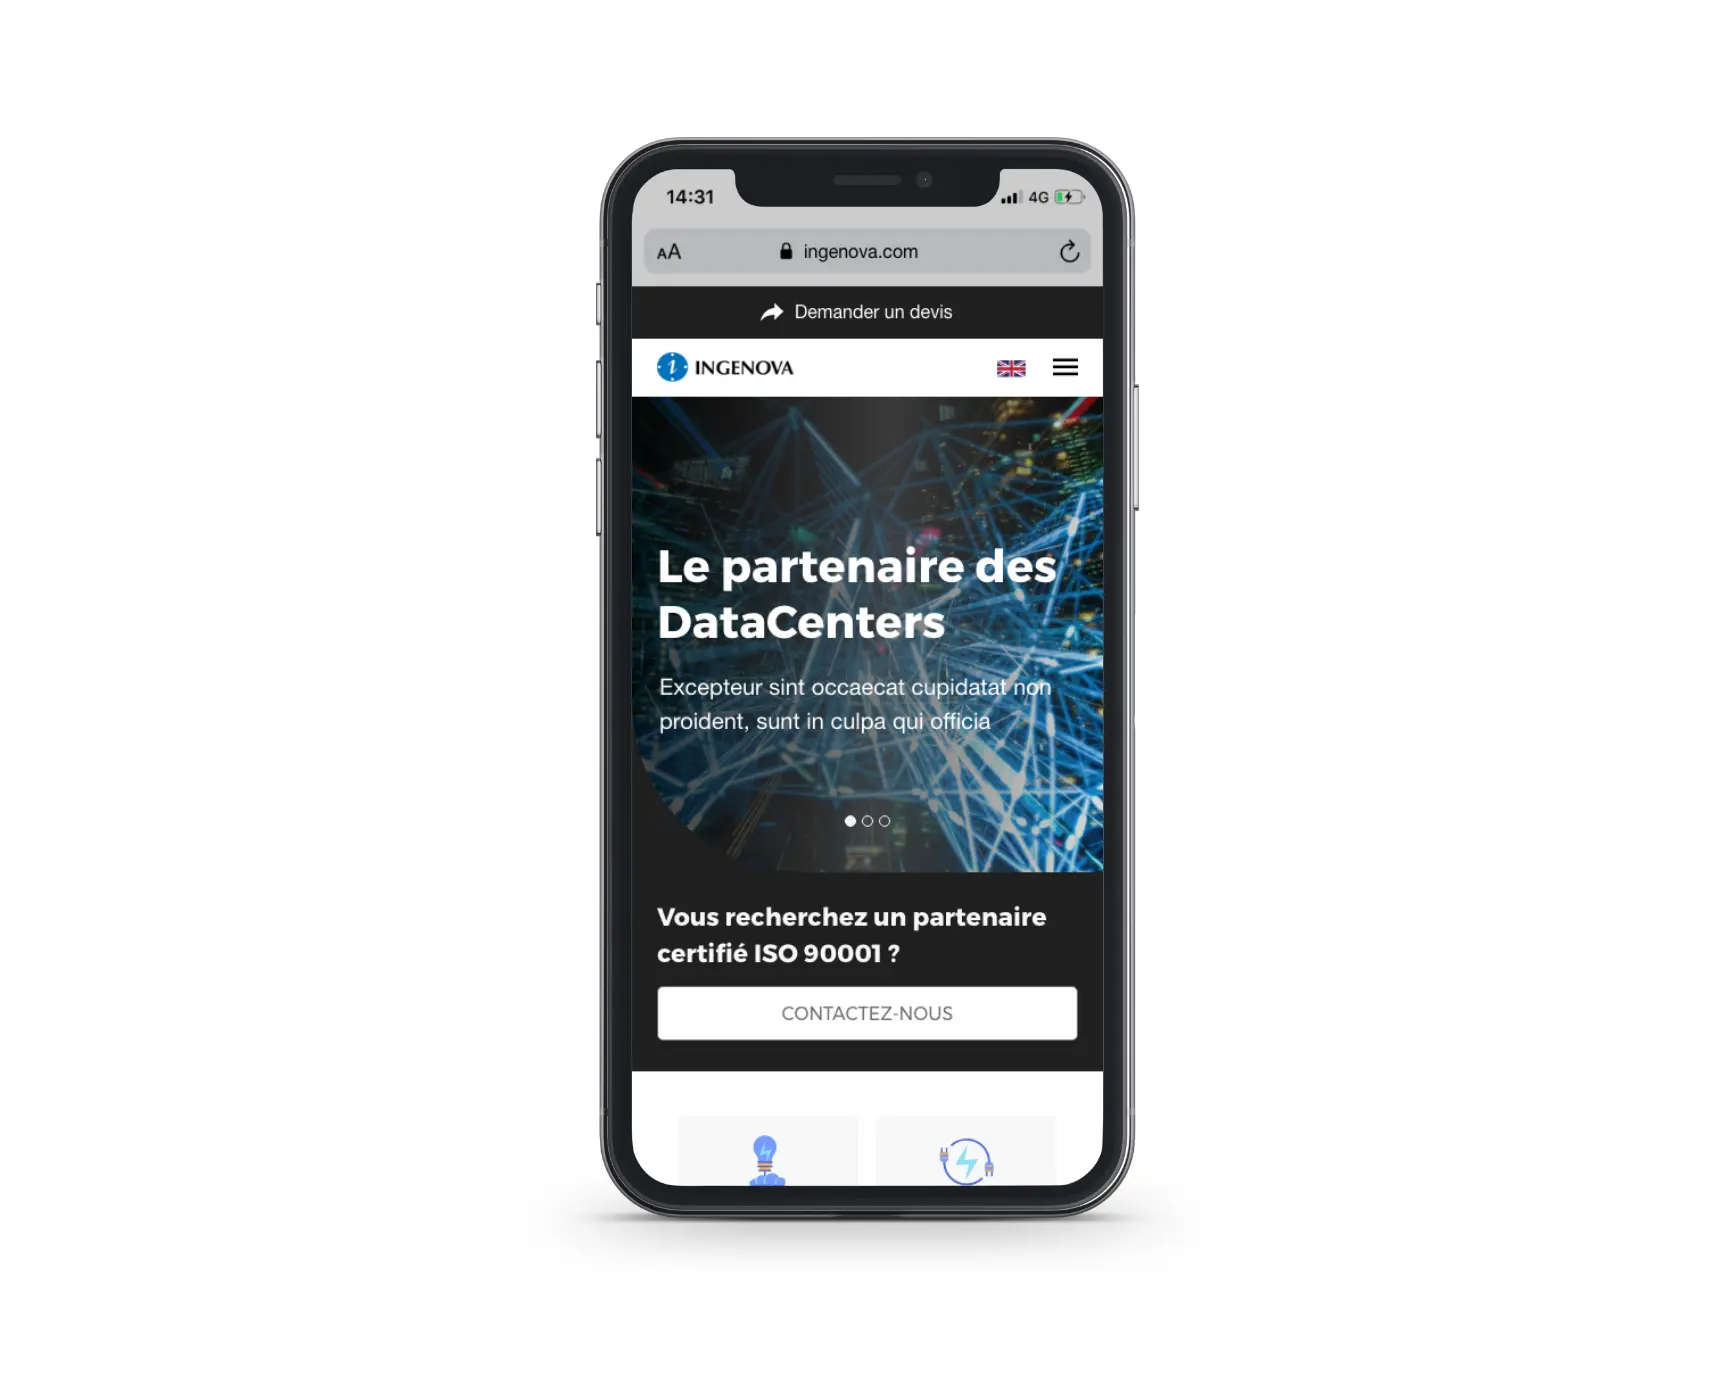 14:31
4G
AA
ingenova.com
Demander un devis
i INGENOVA
Le partenaire des
DataCenters
Excepteur sint occaecat cupidatat non
proident, sunt in culpa qui officia
Vous recherchez un partenaire
certifié ISO 90001 ?
CONTACTEZ-NOUS